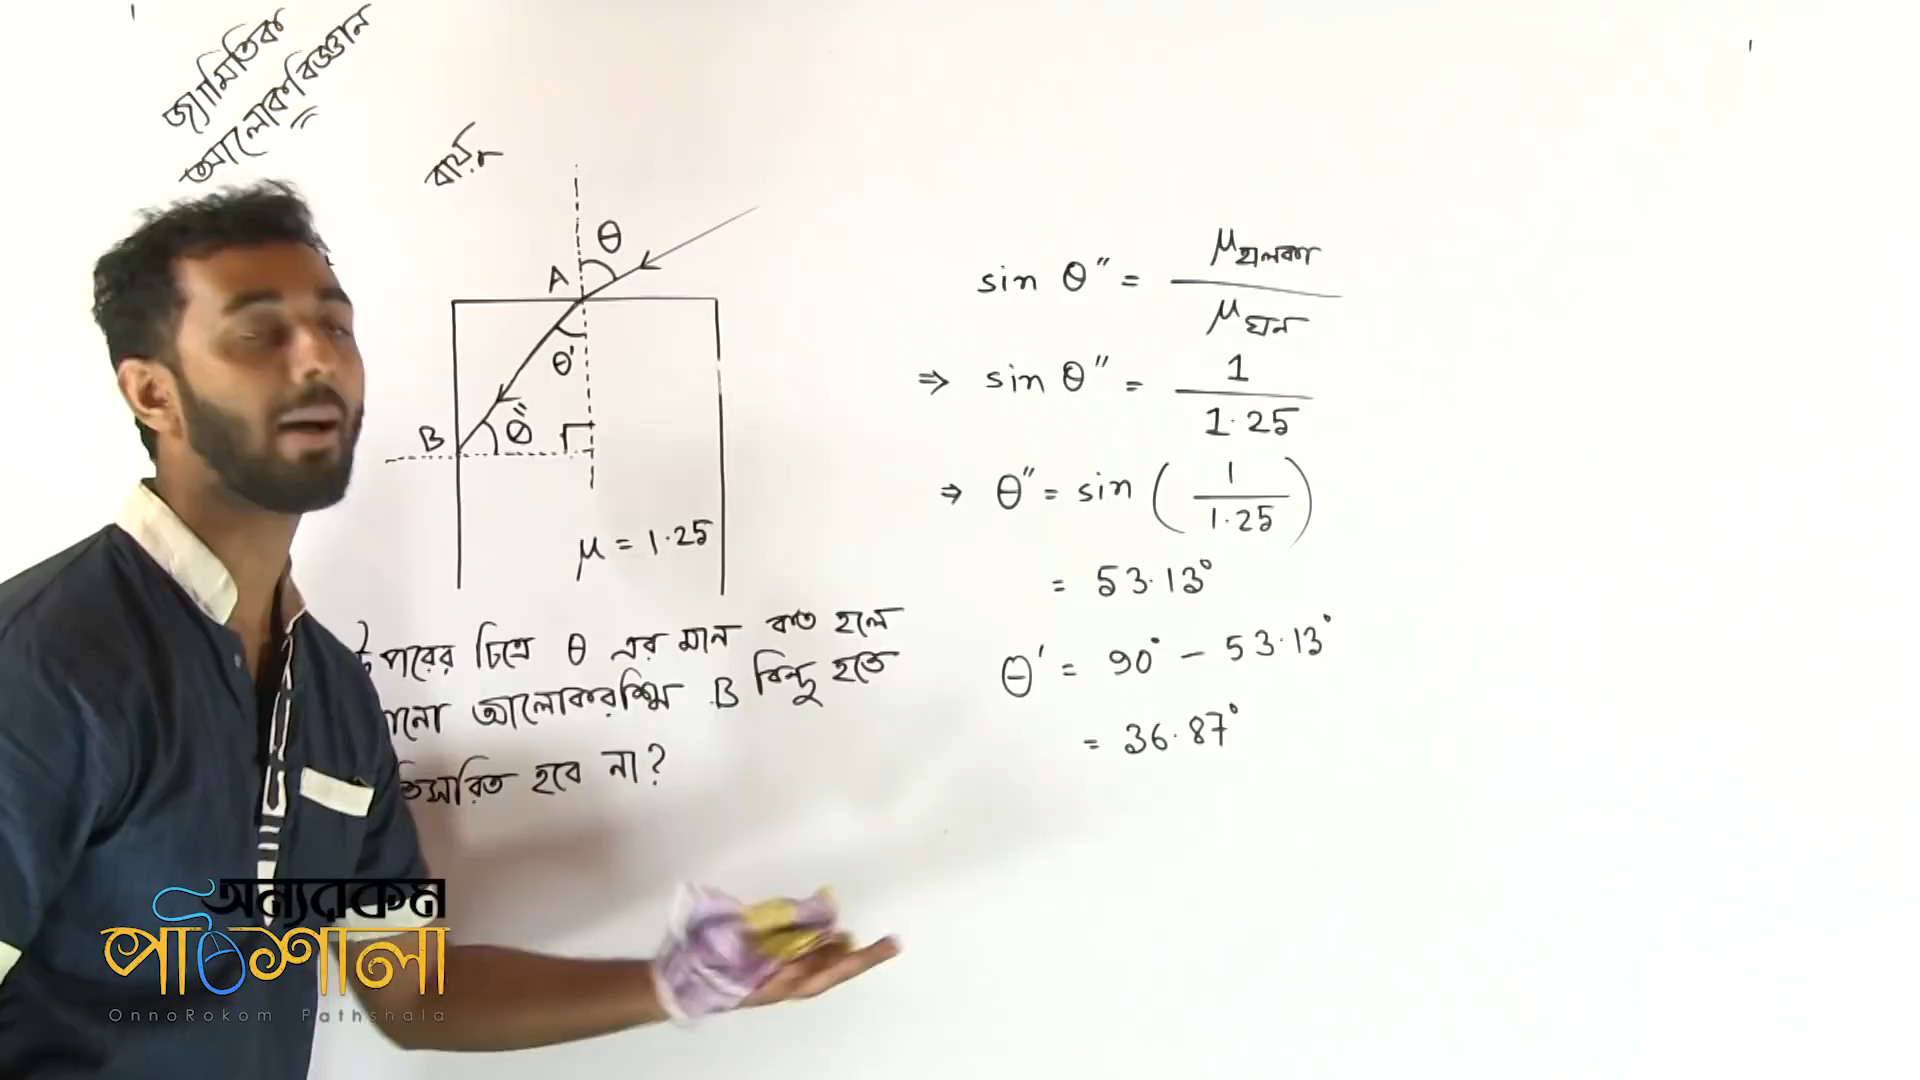 জ্যামিতিক
আলোকবিজ্ঞান
বায়ু
θ
A
θ'
B
θ''
μ = 1.25
উপরের চিত্রে θ এর মান কত হলে
আলোকরশ্মি B বিন্দু হতে
হবে না?
sin θ'' = μহালকা / μঘন
⇒ sin θ'' = 1 / 1.25
⇒ θ'' = sin (1 / 1.25)
= 53.13°
θ' = 90° - 53.13°
= 36.87°
অন্যরকম
পাঠশালা
OnnoRokom Pathshala